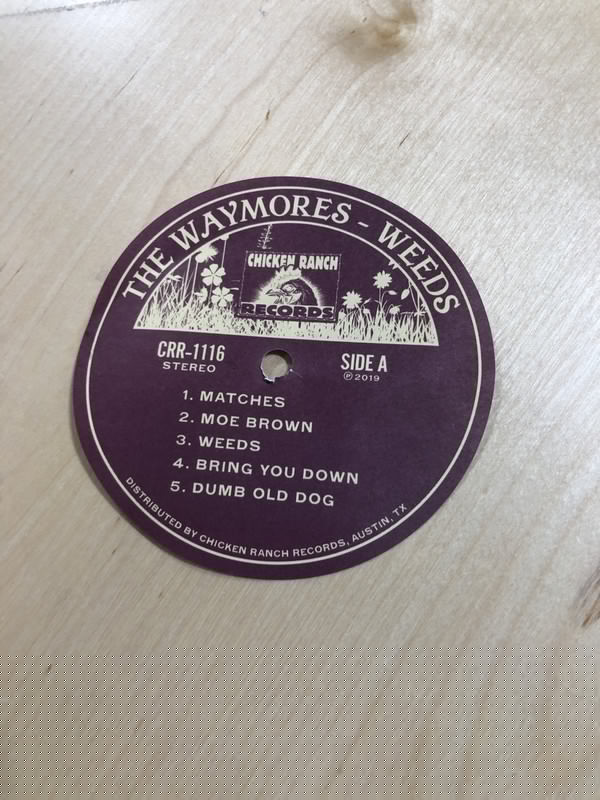 THE WAYMORES - WEEDS
CHICKEN RANCH
RECORDS
CRR-1116
STEREO
SIDE A
Ⓟ 2019
1. MATCHES
2. MOE BROWN
3. WEEDS
4. BRING YOU DOWN
5. DUMB OLD DOG
DISTRIBUTED BY CHICKEN RANCH RECORDS, AUSTIN, TX